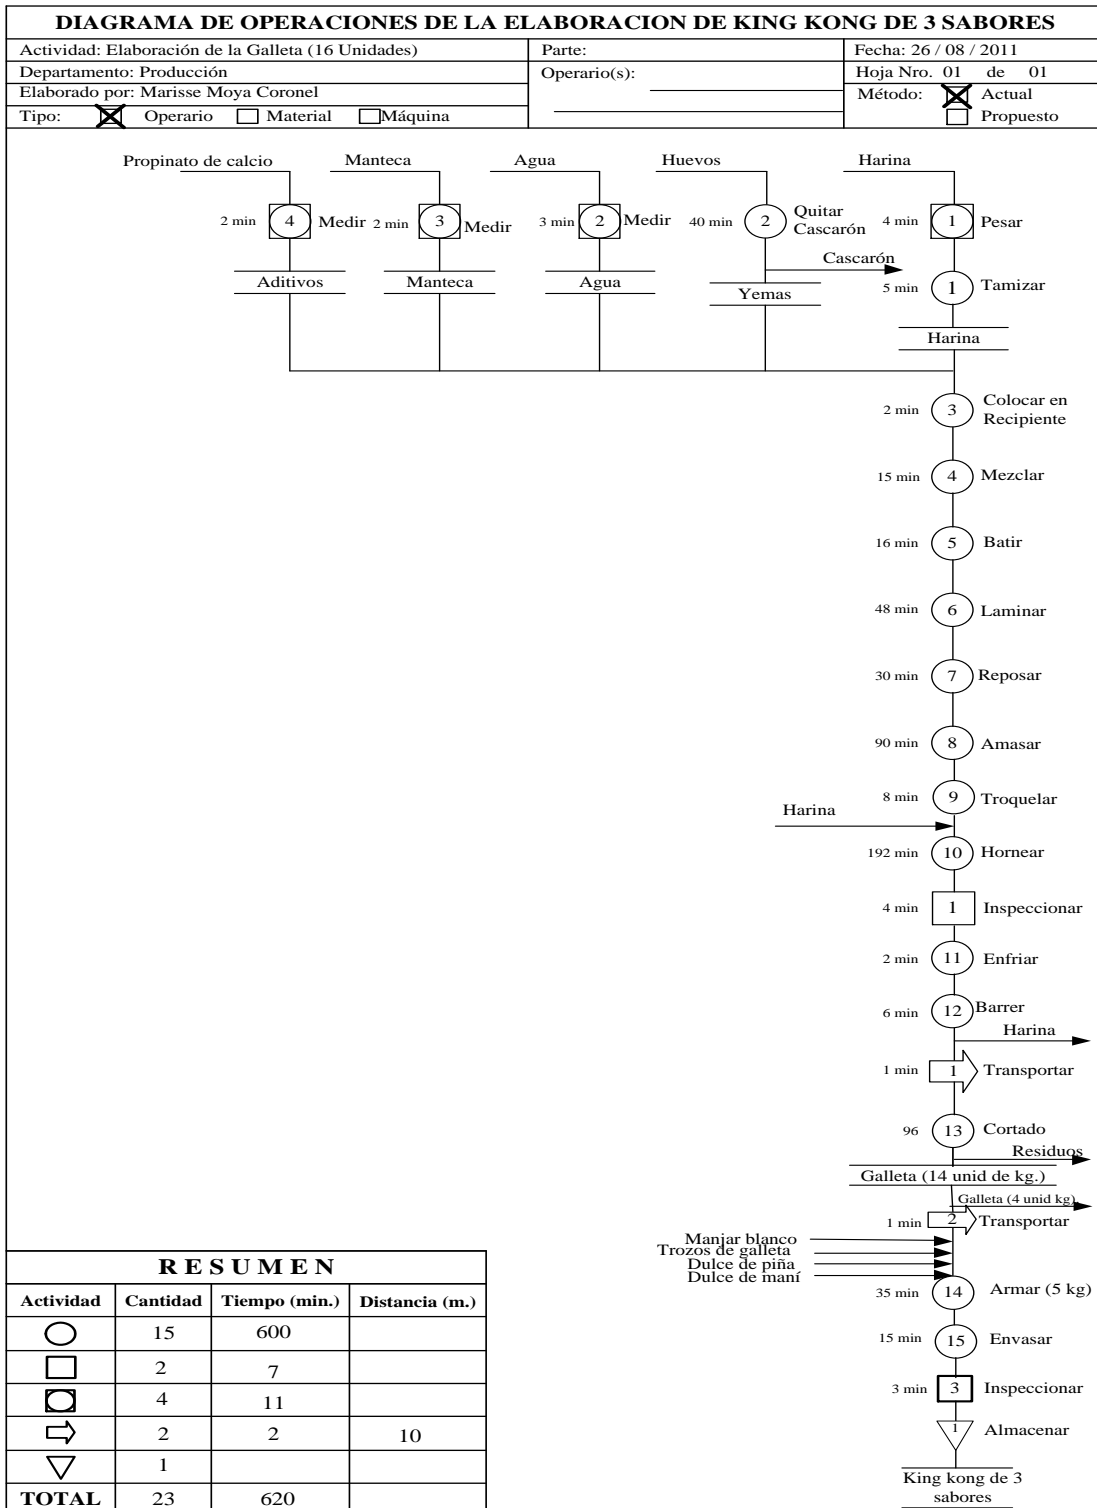 DIAGRAMA DE OPERACIONES DE LA ELABORACION DE KING KONG DE 3 SABORES
Actividad: Elaboración de la Galleta (16 Unidades)
Parte:
Fecha: 26 / 08 / 2011
Departamento: Producción
Operario(s):
Hoja Nro. 01 de 01
Elaborado por: Marisse Moya Coronel
Método: Actual
Tipo: Operario Material Máquina
Propuesto
Propinato de calcio
Manteca
Agua
Huevos
Harina
2 min 4 Medir
2 min 3 Medir
3 min 2 Medir
40 min 2 Quitar
Cascarón
4 min 1 Pesar
Cascarón
Aditivos
Manteca
Agua
Yemas
5 min 1 Tamizar
Harina
2 min 3 Colocar en
Recipiente
15 min 4 Mezclar
16 min 5 Batir
48 min 6 Laminar
30 min 7 Reposar
90 min 8 Amasar
8 min 9 Troquelar
Harina
192 min 10 Hornear
4 min 1 Inspeccionar
2 min 11 Enfriar
6 min 12 Barrer
Harina
1 min 1 Transportar
96 13 Cortado
Residuos
Galleta (14 unid de kg.)
Galleta (4 unid kg)
1 min 2 Transportar
Manjar blanco
Trozos de galleta
Dulce de piña
Dulce de maní
35 min 14 Armar (5 kg)
15 min 15 Envasar
3 min 3 Inspeccionar
1 Almacenar
King kong de 3
sabores
R E S U M E N
Actividad Cantidad Tiempo (min.) Distancia (m.)
15 600
2 7
4 11
2 2 10
1
TOTAL 23 620